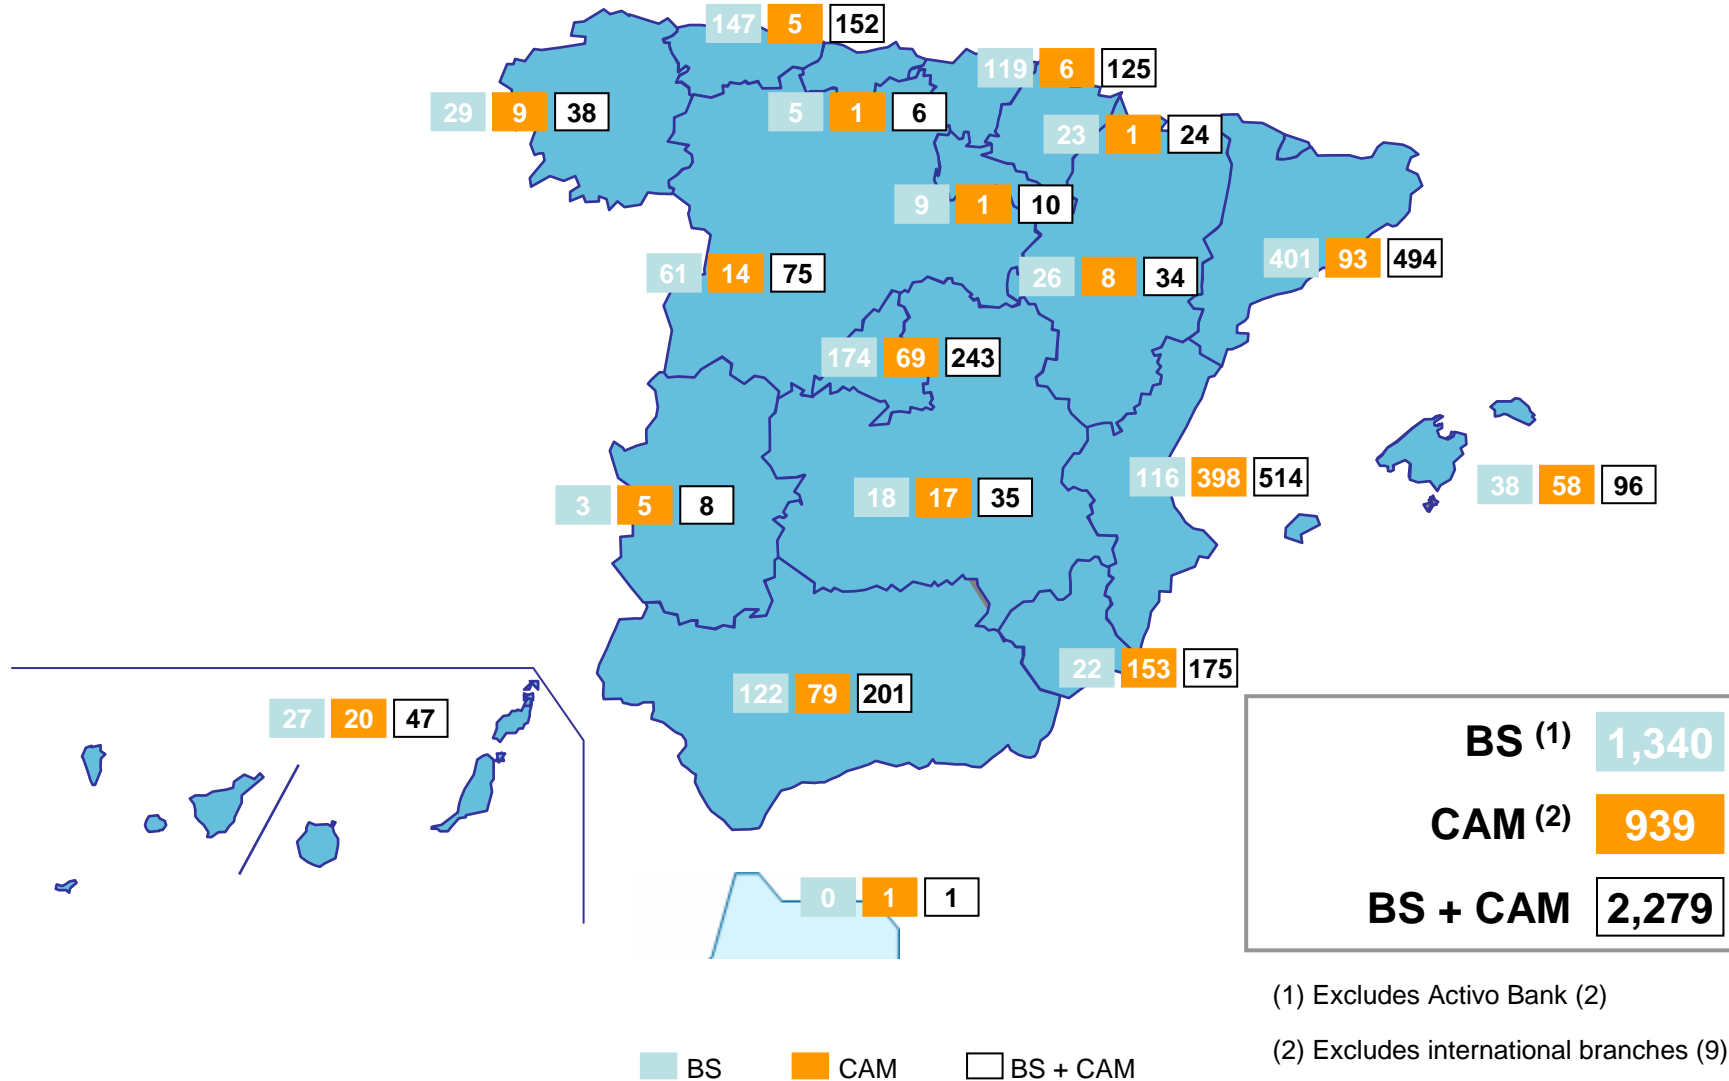 147 5 152
119 6 125
29 9 38
5 1 6
23 1 24
9 1 10
401 93 494
61 14 75
26 8 34
174 69 243
116 398 514
38 58 96
18 17 35
3 5 8
22 153 175
122 79 201
27 20 47
BS (1) 1,340
CAM (2) 939
BS + CAM 2,279
0 1 1
(1) Excludes Activo Bank (2)
(2) Excludes international branches (9)
BS CAM BS + CAM